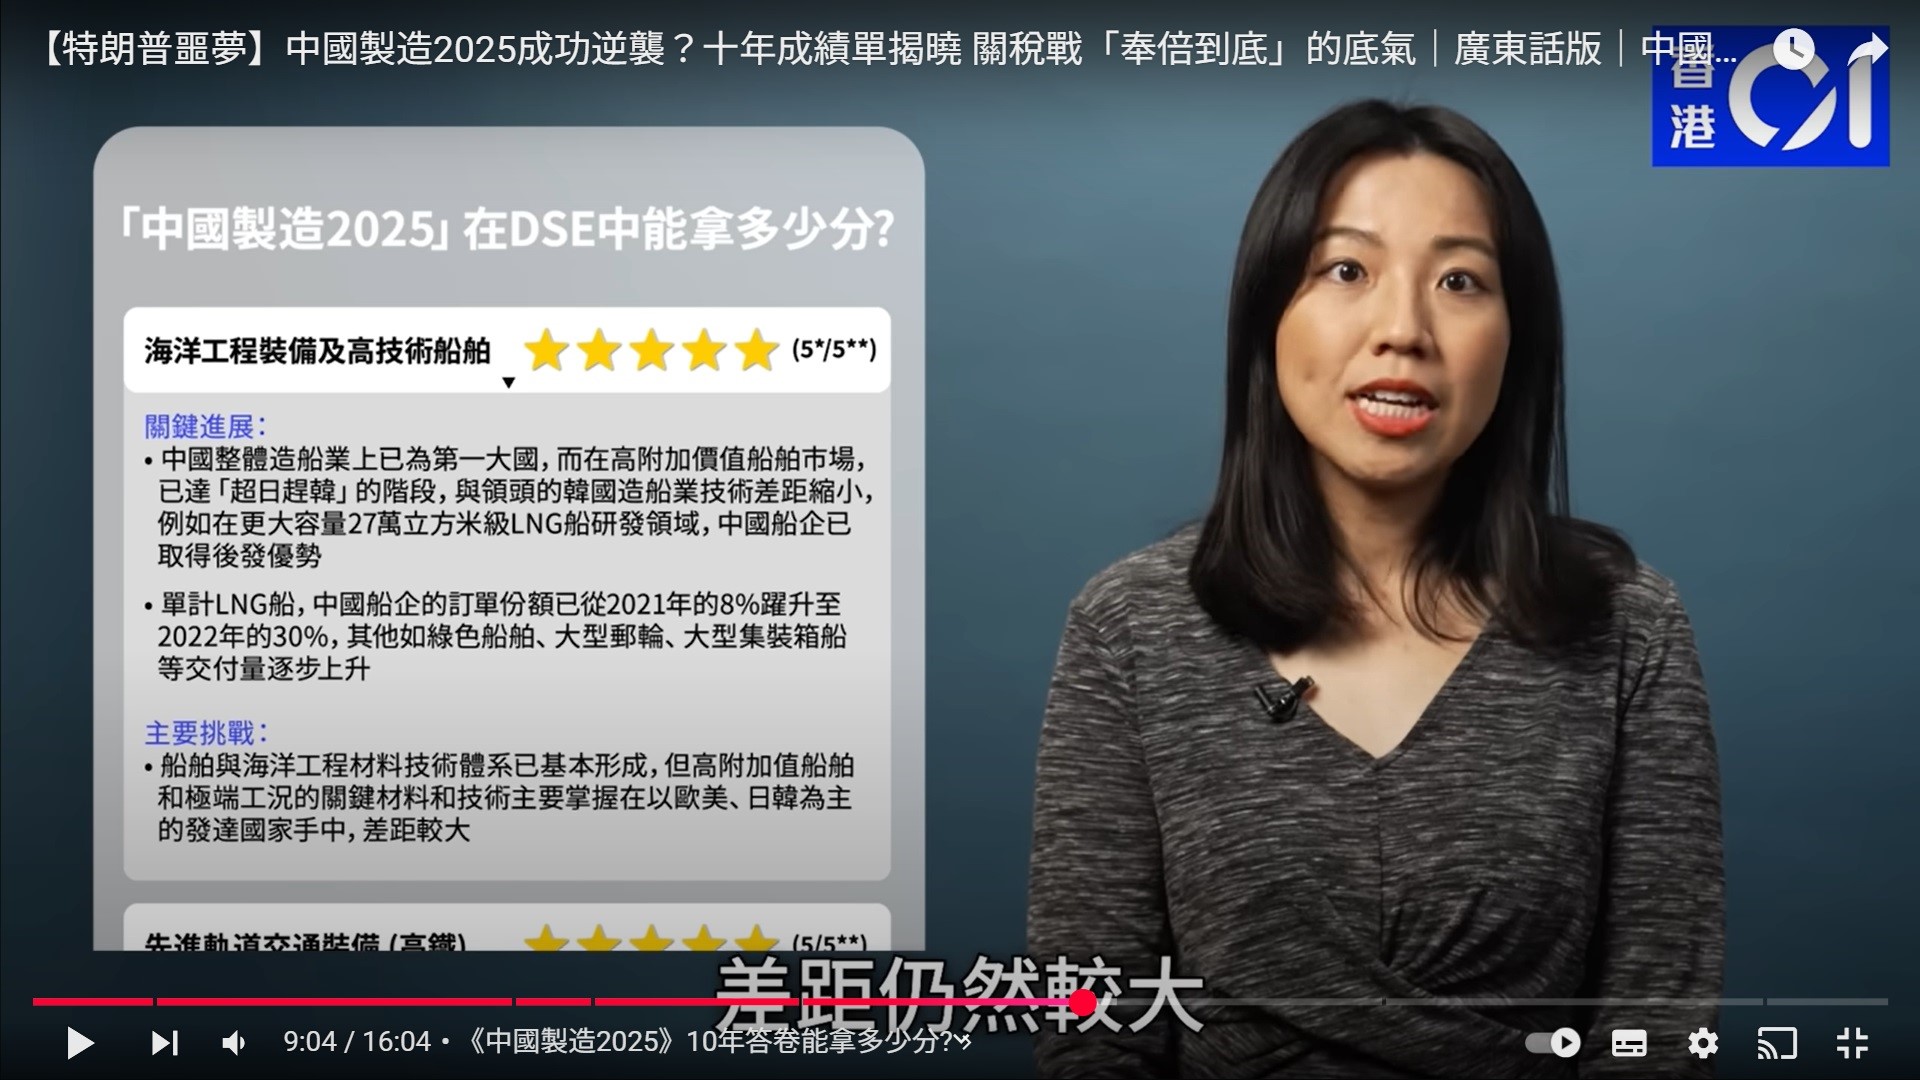 【特朗普噩夢】中國製造2025成功逆襲？十年成績單揭曉 關稅戰「奉倍到底」的底氣｜廣東話版｜中國...
香港01
「中國製造2025」在DSE中能拿多少分?
海洋工程裝備及高技術船舶 (5*/5**)
關鍵進展：
• 中國整體造船業上已為第一大國，而在高附加價值船舶市場，
已達「超日趕韓」的階段，與領頭的韓國造船業技術差距縮小，
例如在更大容量27萬立方米級LNG船研發領域，中國船企已
取得後發優勢
• 單計LNG船，中國船企的訂單份額已從2021年的8%躍升至
2022年的30%，其他如綠色船舶、大型郵輪、大型集裝箱船
等交付量逐步上升
主要挑戰：
• 船舶與海洋工程材料技術體系已基本形成，但高附加值船舶
和極端工況的關鍵材料和技術主要掌握在以歐美、日韓為主
的發達國家手中，差距較大
先進軌道交通裝備 (高鐵) (5/5**)
差距仍然較大
9:04 / 16:04 • 《中國製造2025》10年答卷能拿多少分?